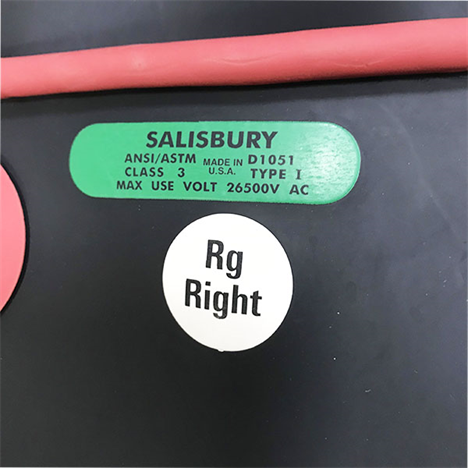 SALISBURY
ANSI/ASTM MADE IN D1051
CLASS 3 U.S.A. TYPE I
MAX USE VOLT 26500V AC
Rg
Right